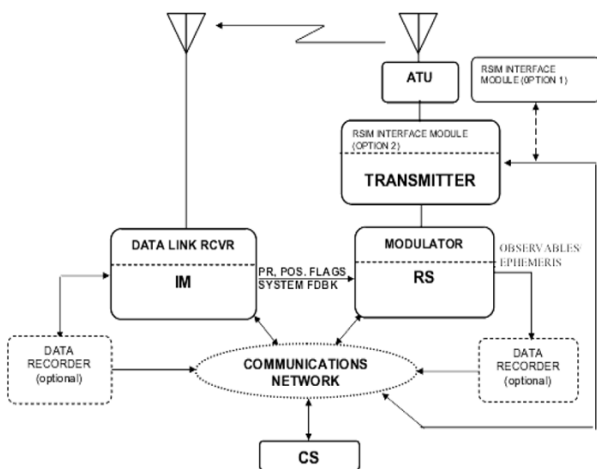 ATU
RSIM INTERFACE
MODULE (OPTION 1)
RSIM INTERFACE MODULE
(OPTION 2)
TRANSMITTER
DATA LINK RCVR
IM
PR, POS. FLAGS
SYSTEM FDBK
MODULATOR
RS
OBSERVABLES/
EPHEMERIS
DATA
RECORDER
(optional)
COMMUNICATIONS
NETWORK
DATA
RECORDER
(optional)
CS